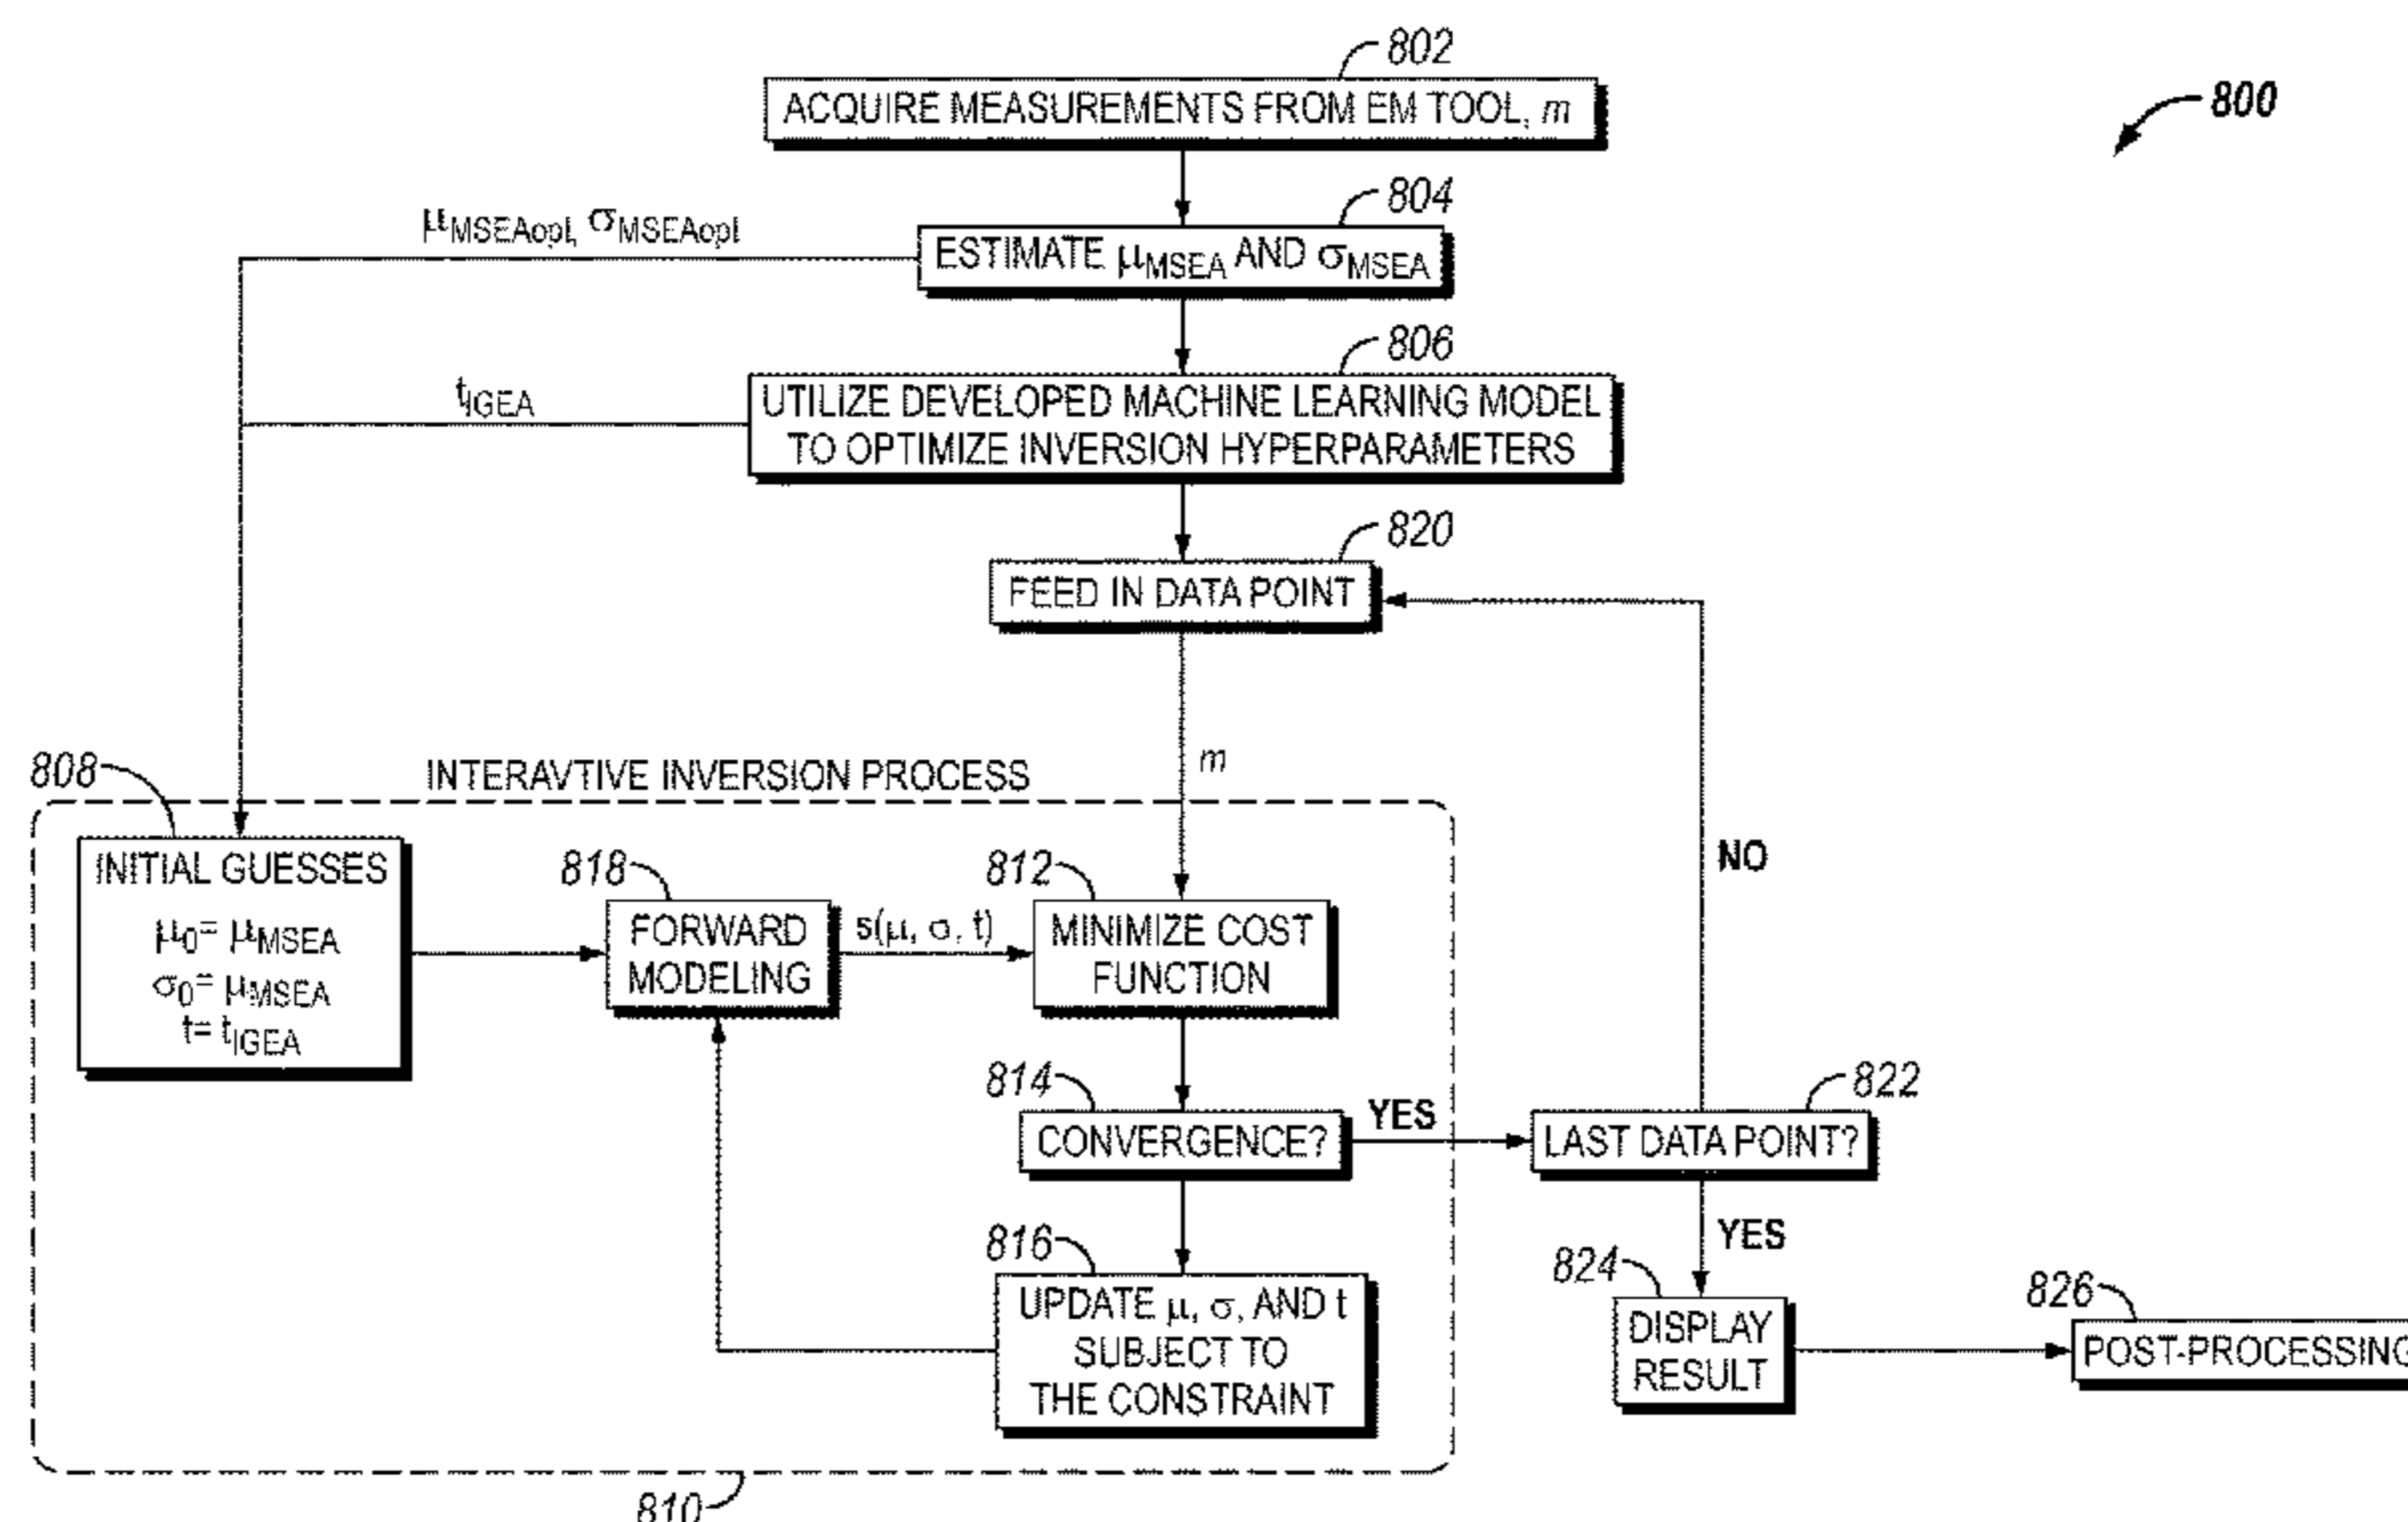 802
ACQUIRE MEASUREMENTS FROM EM TOOL, m
800
804
μMSEAopl, σMSEAopl
ESTIMATE μMSEA AND σMSEA
806
tIGEA
UTILIZE DEVELOPED MACHINE LEARNING MODEL
TO OPTIMIZE INVERSION HYPERPARAMETERS
820
FEED IN DATA POINT
m
808
INTERAVTIVE INVERSION PROCESS
NO
INITIAL GUESSES
μ0= μMSEA
σ0= μMSEA
t= tIGEA
818
FORWARD
MODELING
s(μ, σ, t)
812
MINIMIZE COST
FUNCTION
814
CONVERGENCE?
YES
822
LAST DATA POINT?
YES
816
UPDATE μ, σ, AND t
SUBJECT TO
THE CONSTRAINT
824
DISPLAY
RESULT
826
POST-PROCESSING
810